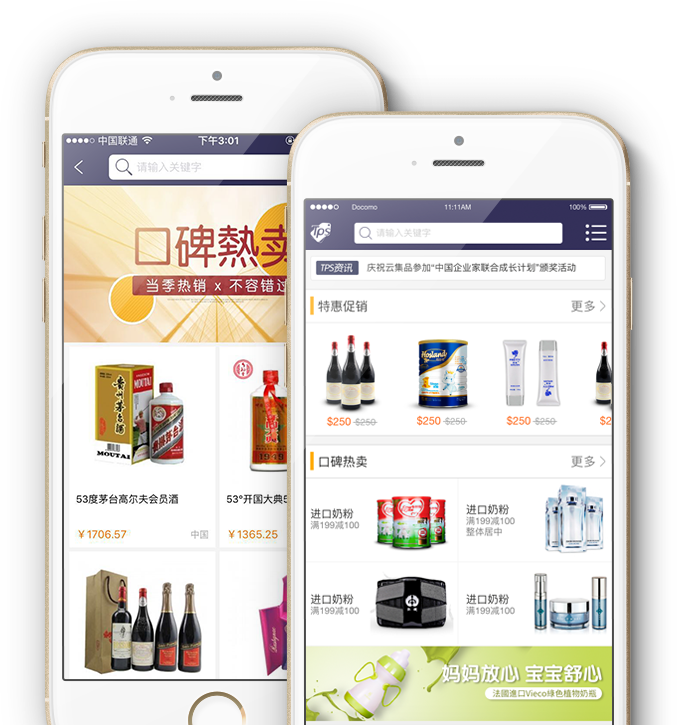 中国联通
下午3:01
请输入关键字
口碑熱卖
当季热销 x 不容错过
MOUTAI
贵州茅台酒
MOUTAI
1949
53度茅台高尔夫会员酒
¥1706.57
中国
53°开国大典5
¥1365.25
Docomo
11:11AM
100%
TPS
请输入关键字
TPS资讯
庆祝云集品参加“中国企业家联合成长计划”颁奖活动
特惠促销
更多
$250 $250
$250 $250
$250 $250
$2
口碑热卖
更多
进口奶粉
满199减100
进口奶粉
满199减100
整体居中
进口奶粉
满199减100
进口奶粉
满199减100
妈妈放心 宝宝舒心
法國進口Vieco绿色植物奶瓶